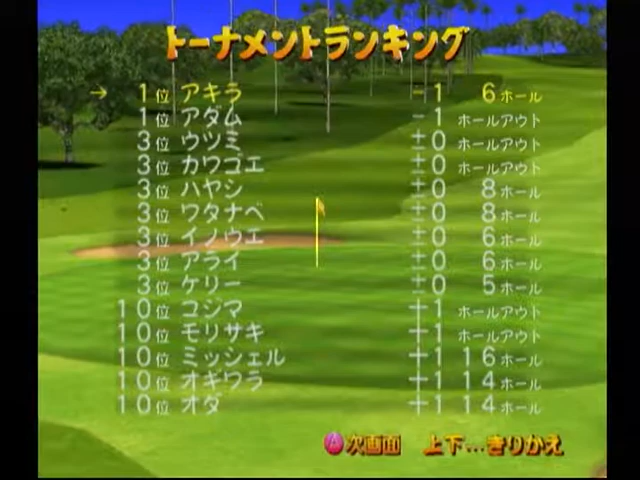 トーナメントランキング
→ 1位 アキラ -1 6ホール
1位 アダム -1 ホールアウト
3位 ウツミ ±0 ホールアウト
3位 カワゴエ ±0 ホールアウト
3位 ハヤシ ±0 8ホール
3位 ワタナベ ±0 8ホール
3位 イノウエ ±0 6ホール
3位 アライ ±0 6ホール
3位 ケリー ±0 5ホール
10位 コジマ +1 ホールアウト
10位 モリサキ +1 ホールアウト
10位 ミッシェル +1 16ホール
10位 オギワラ +1 14ホール
10位 オダ +1 14ホール
A次画面 上下…きりかえ